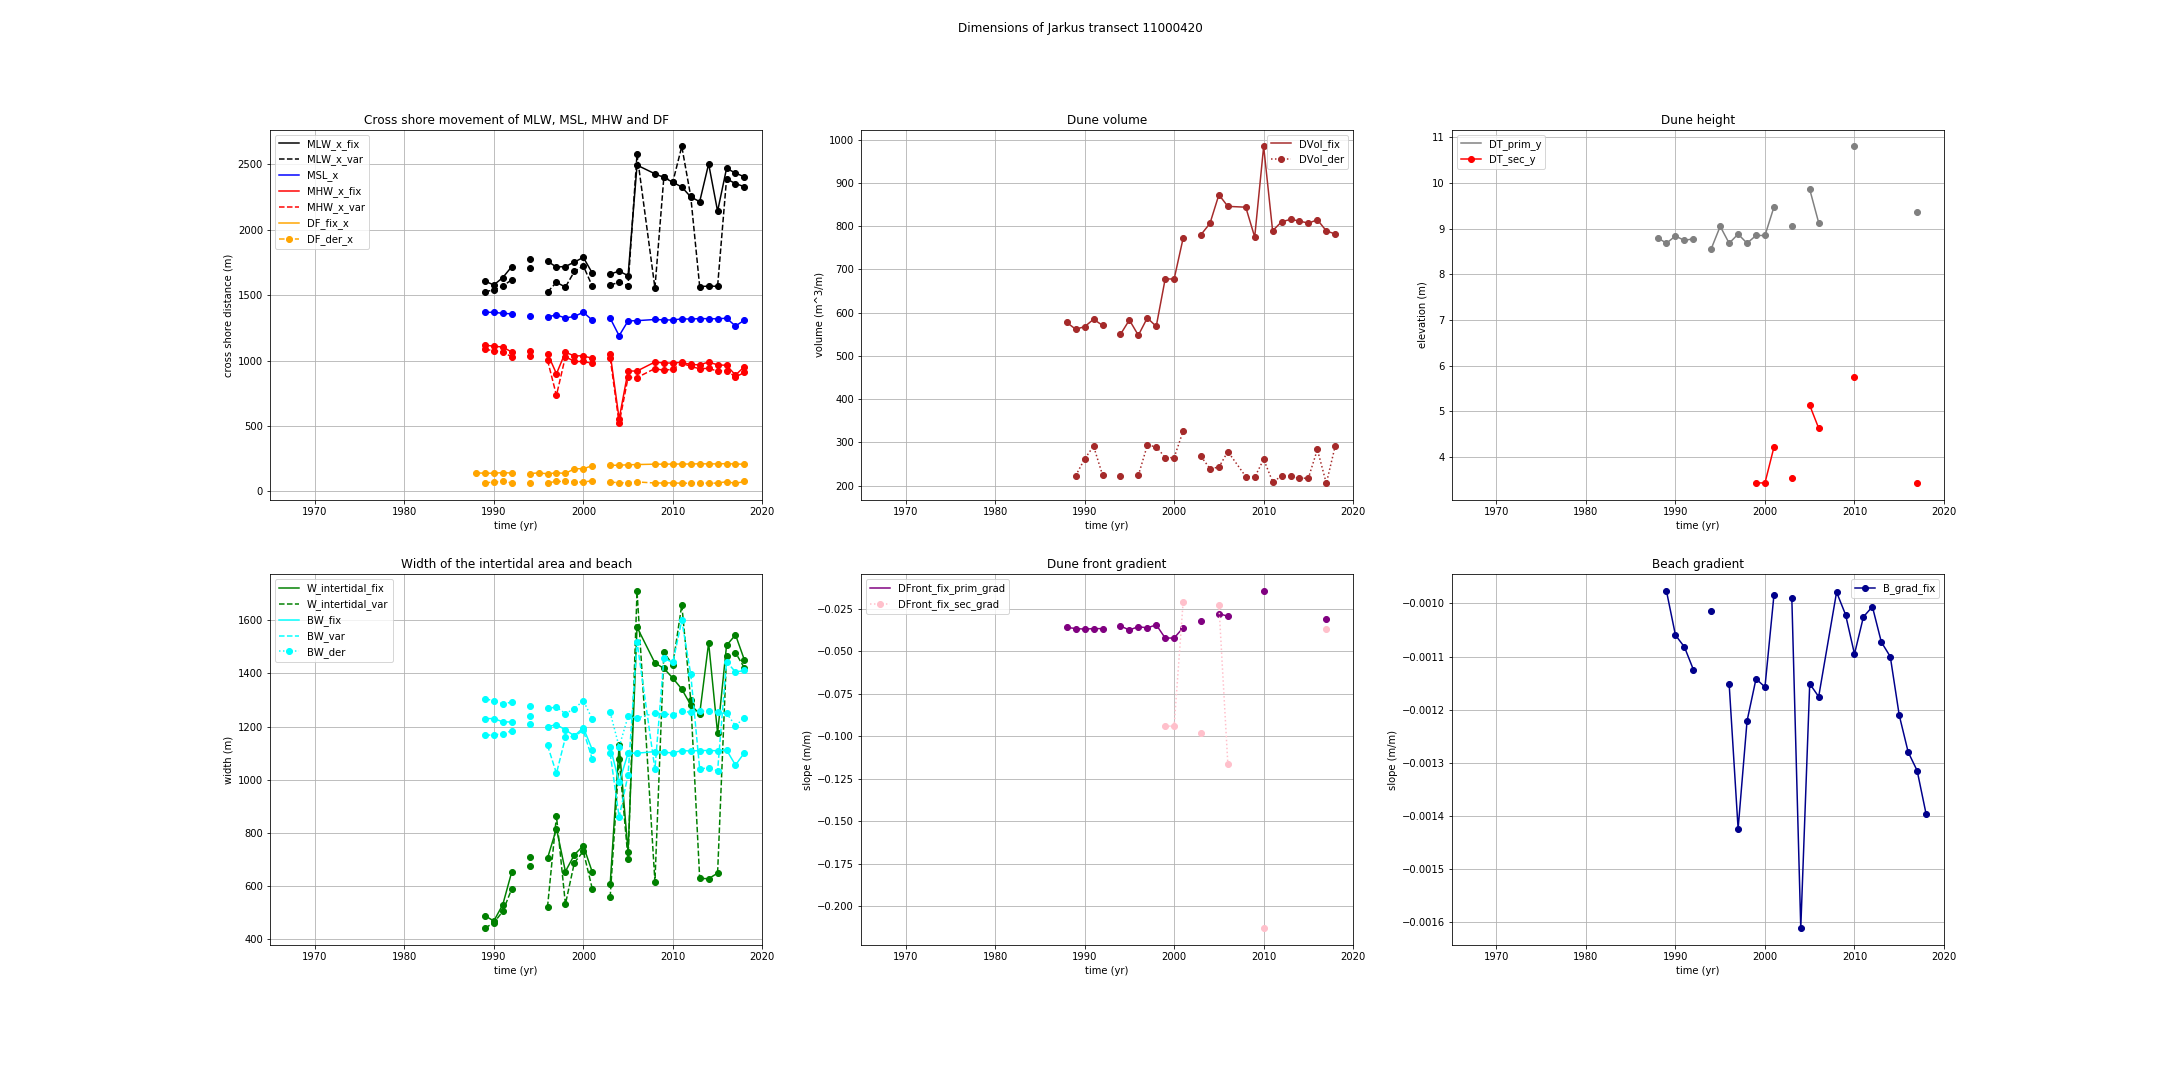 Dimensions of Jarkus transect 11000420
Cross shore movement of MLW, MSL, MHW and DF
MLW_x_fix
MLW_x_var
MSL_x
MHW_x_fix
MHW_x_var
DF_fix_x
DF_der_x
cross shore distance (m)
2500
2000
1500
1000
500
0
1970 1980 1990 2000 2010 2020
time (yr)
Dune volume
DVol_fix
DVol_der
volume (m^3/m)
1000
900
800
700
600
500
400
300
200
1970 1980 1990 2000 2010 2020
time (yr)
Dune height
DT_prim_y
DT_sec_y
elevation (m)
11
10
9
8
7
6
5
4
1970 1980 1990 2000 2010 2020
time (yr)
Width of the intertidal area and beach
W_intertidal_fix
W_intertidal_var
BW_fix
BW_var
BW_der
width (m)
1600
1400
1200
1000
800
600
400
1970 1980 1990 2000 2010 2020
time (yr)
Dune front gradient
DFront_fix_prim_grad
DFront_fix_sec_grad
slope (m/m)
−0.025
−0.050
−0.075
−0.100
−0.125
−0.150
−0.175
−0.200
1970 1980 1990 2000 2010 2020
time (yr)
Beach gradient
B_grad_fix
slope (m/m)
−0.0010
−0.0011
−0.0012
−0.0013
−0.0014
−0.0015
−0.0016
1970 1980 1990 2000 2010 2020
time (yr)